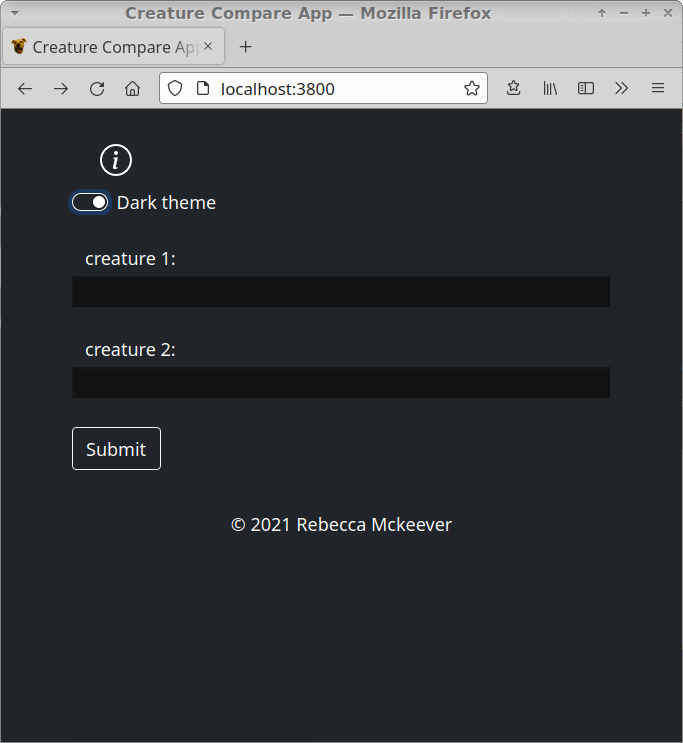 Creature Compare App — Mozilla Firefox
Creature Compare App
localhost:3800
i
Dark theme
creature 1:
creature 2:
Submit
© 2021 Rebecca Mckeever